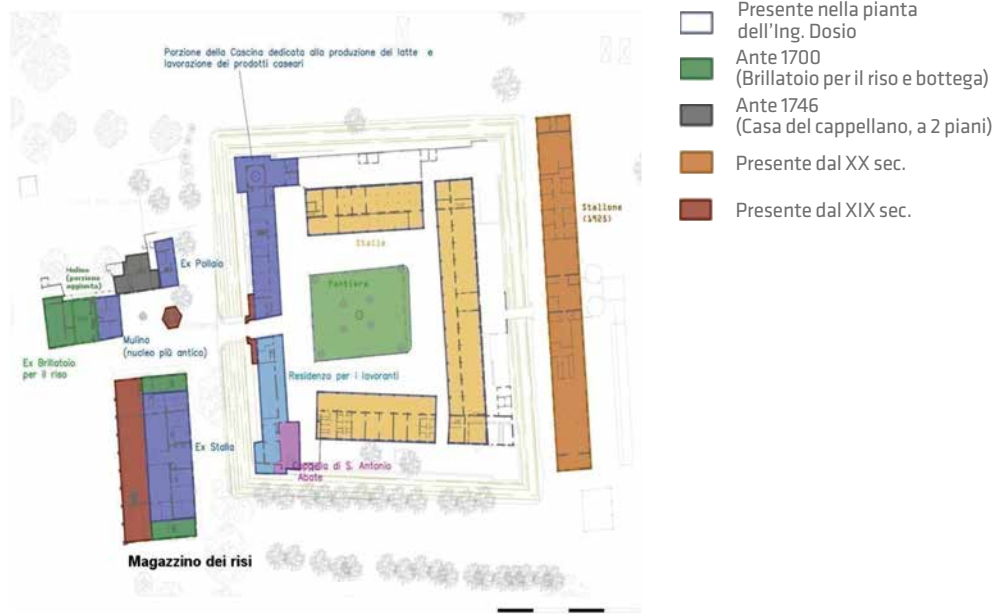 Porzione della Cascina dedicata alla produzione del latte e
lavorazione dei prodotti caseari
Stallone
(1925)
Stalle
Ex Pollaio
Mulino
(porzione
aggiunta)
Mulino
(nucleo più antico)
Ex Brillatoio
per il riso
Residenza per i lavoranti
Ex Stalla
Cappella di S. Antonio
Abate
Magazzino dei risi
Presente nella pianta
dell'Ing. Dosio
Ante 1700
(Brillatoio per il riso e bottega)
Ante 1746
(Casa del cappellano, a 2 piani)
Presente dal XX sec.
Presente dal XIX sec.